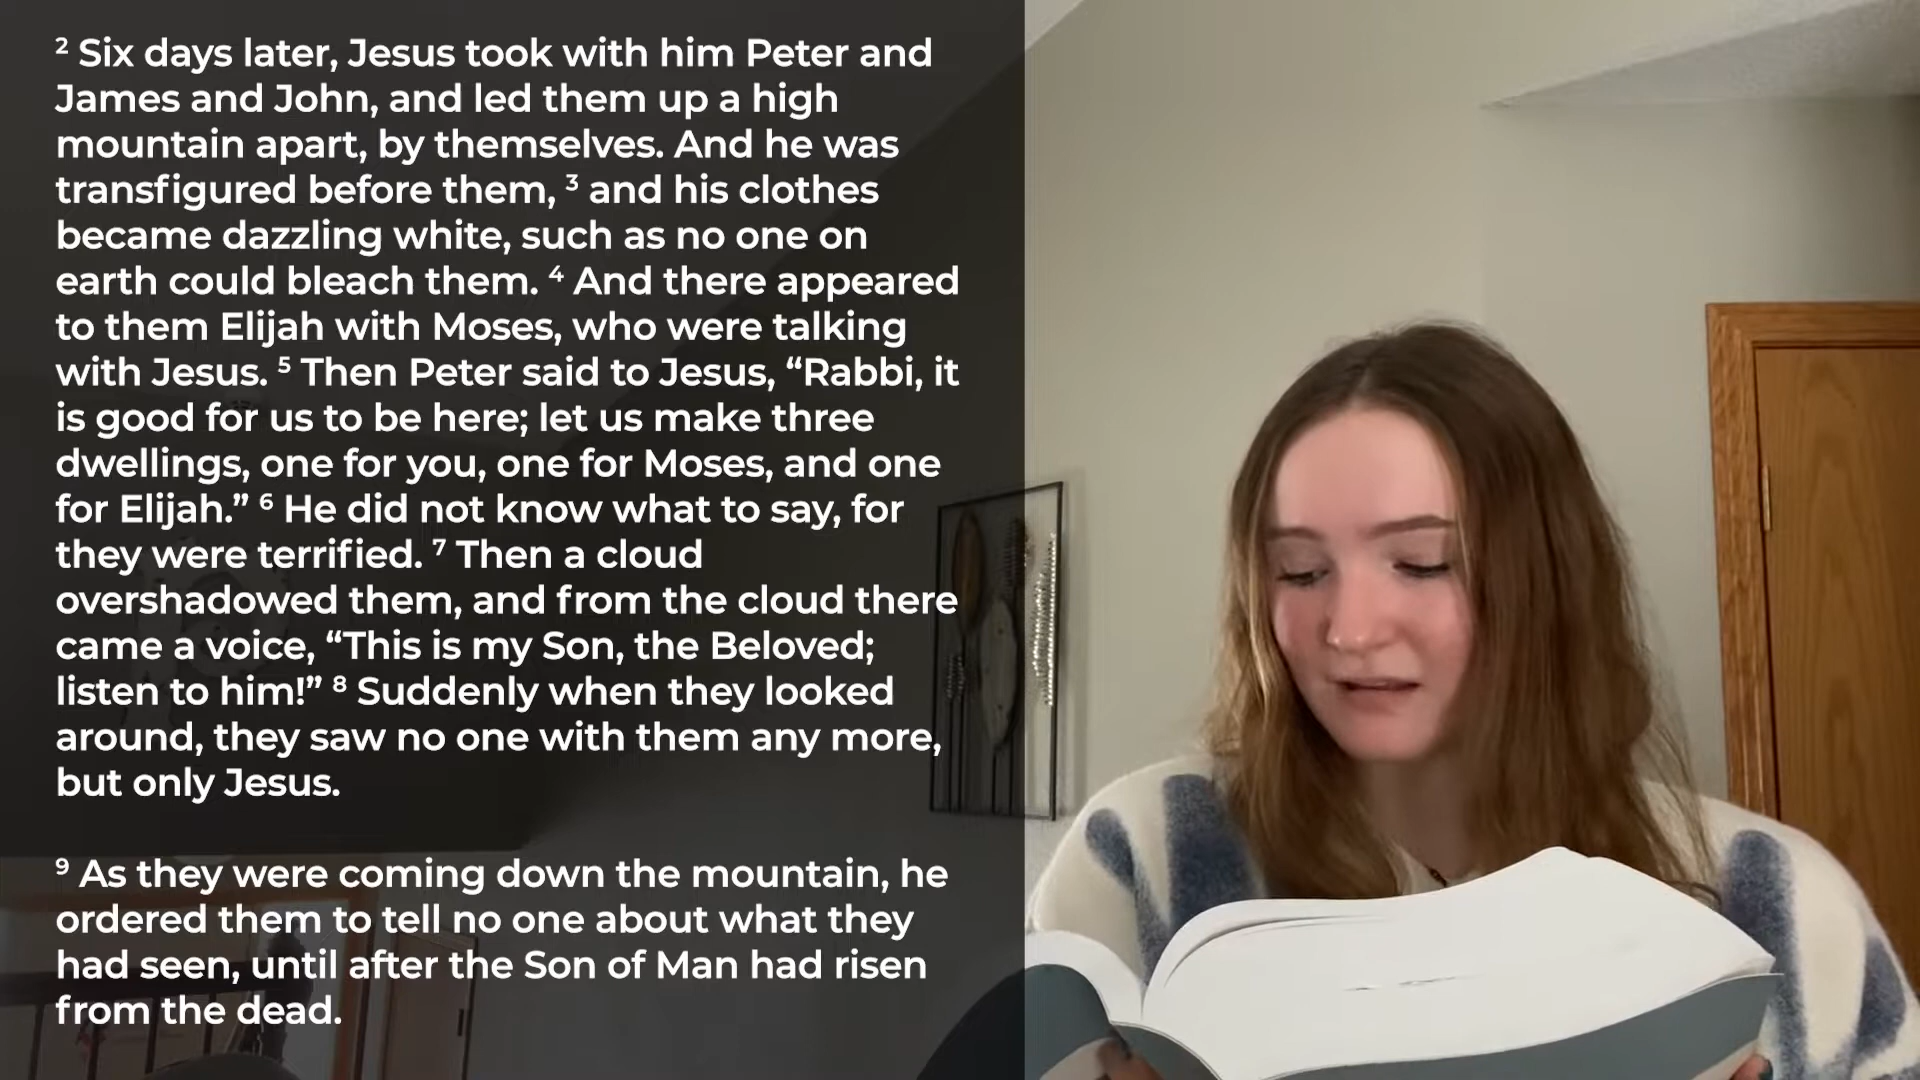 ² Six days later, Jesus took with him Peter and
James and John, and led them up a high
mountain apart, by themselves. And he was
transfigured before them, ³ and his clothes
became dazzling white, such as no one on
earth could bleach them. ⁴ And there appeared
to them Elijah with Moses, who were talking
with Jesus. ⁵ Then Peter said to Jesus, “Rabbi, it
is good for us to be here; let us make three
dwellings, one for you, one for Moses, and one
for Elijah.” ⁶ He did not know what to say, for
they were terrified. ⁷ Then a cloud
overshadowed them, and from the cloud there
came a voice, “This is my Son, the Beloved;
listen to him!” ⁸ Suddenly when they looked
around, they saw no one with them any more,
but only Jesus.
⁹ As they were coming down the mountain, he
ordered them to tell no one about what they
had seen, until after the Son of Man had risen
from the dead.